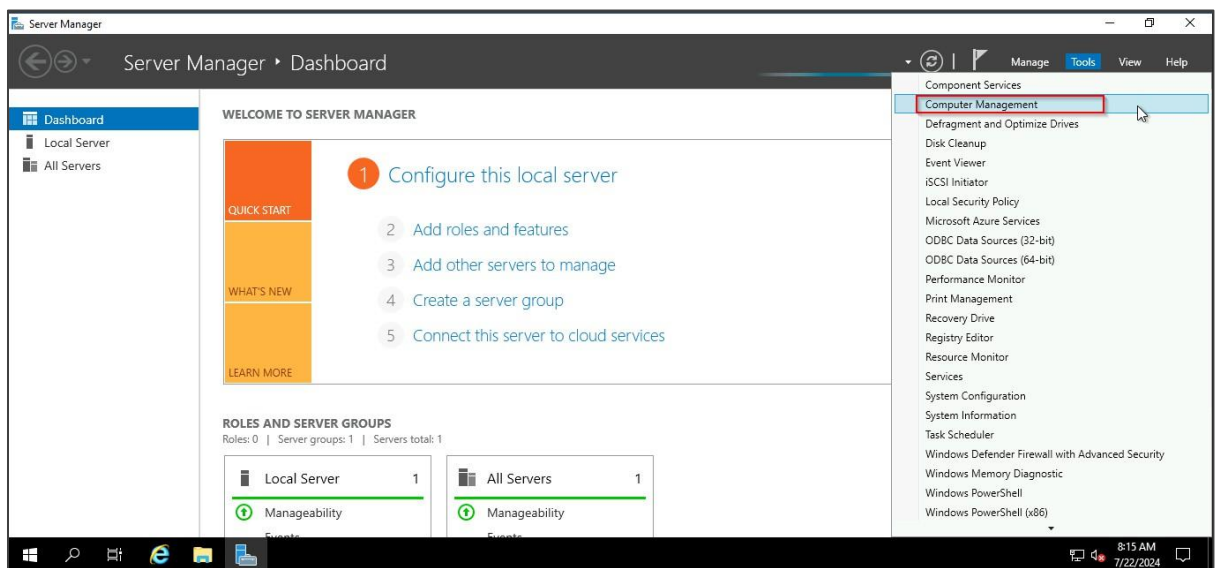 Server Manager
Server Manager • Dashboard
Manage Tools View Help
Dashboard
Local Server
All Servers
WELCOME TO SERVER MANAGER
QUICK START
WHAT'S NEW
LEARN MORE
1 Configure this local server
2 Add roles and features
3 Add other servers to manage
4 Create a server group
5 Connect this server to cloud services
ROLES AND SERVER GROUPS
Roles: 0 | Server groups: 1 | Servers total: 1
Local Server 1
Manageability
Events
All Servers 1
Manageability
Events
Component Services
Computer Management
Defragment and Optimize Drives
Disk Cleanup
Event Viewer
iSCSI Initiator
Local Security Policy
Microsoft Azure Services
ODBC Data Sources (32-bit)
ODBC Data Sources (64-bit)
Performance Monitor
Print Management
Recovery Drive
Registry Editor
Resource Monitor
Services
System Configuration
System Information
Task Scheduler
Windows Defender Firewall with Advanced Security
Windows Memory Diagnostic
Windows PowerShell
Windows PowerShell (x86)
8:15 AM
7/22/2024